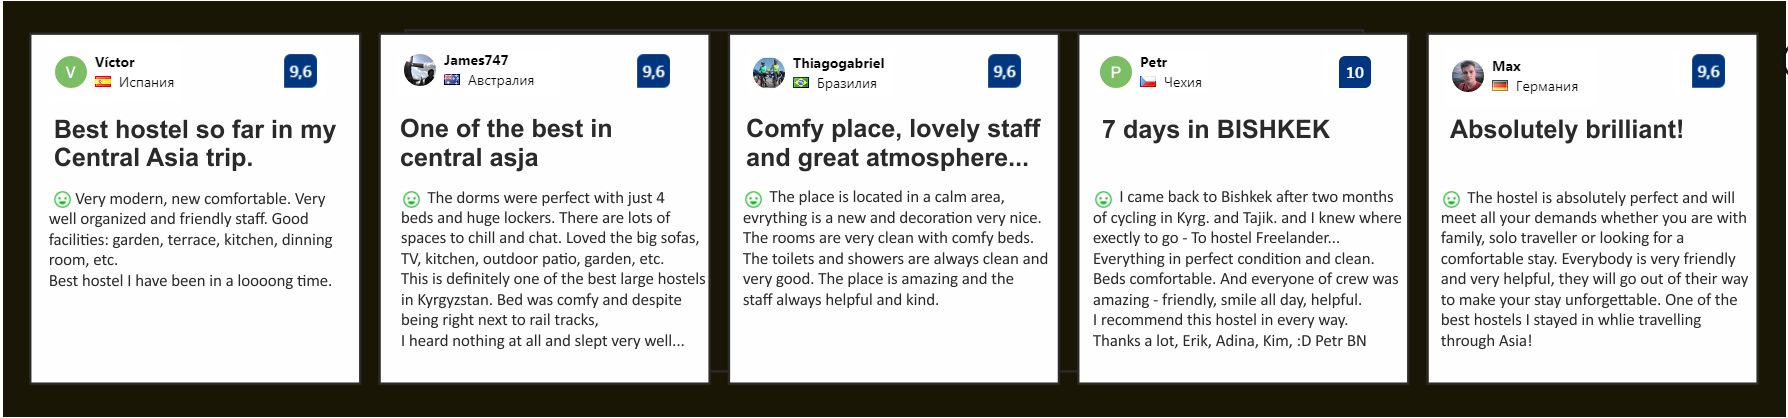 Víctor
Испания
9,6
Best hostel so far in my
Central Asia trip.
Very modern, new comfortable. Very
well organized and friendly staff. Good
facilities: garden, terrace, kitchen, dinning
room, etc.
Best hostel I have been in a loooong time.
James747
Австралия
9,6
One of the best in
central asja
The dorms were perfect with just 4
beds and huge lockers. There are lots of
spaces to chill and chat. Loved the big sofas,
TV, kitchen, outdoor patio, garden, etc.
This is definitely one of the best large hostels
in Kyrgyzstan. Bed was comfy and despite
being right next to rail tracks,
I heard nothing at all and slept very well...
Thiagogabriel
Бразилия
9,6
Comfy place, lovely staff
and great atmosphere...
The place is located in a calm area,
evrything is a new and decoration very nice.
The rooms are very clean with comfy beds.
The toilets and showers are always clean and
very good. The place is amazing and the
staff always helpful and kind.
P
Petr
Чехия
10
7 days in BISHKEK
I came back to Bishkek after two months
of cycling in Kyrg. and Tajik. and I knew where
exectly to go - To hostel Freelander...
Everything in perfect condition and clean.
Beds comfortable. And everyone of crew was
amazing - friendly, smile all day, helpful.
I recommend this hostel in every way.
Thanks a lot, Erik, Adina, Kim, :D Petr BN
Max
Германия
9,6
Absolutely brilliant!
The hostel is absolutely perfect and will
meet all your demands whether you are with
family, solo traveller or looking for a
comfortable stay. Everybody is very friendly
and very helpful, they will go out of their way
to make your stay unforgettable. One of the
best hostels I stayed in whlie travelling
through Asia!